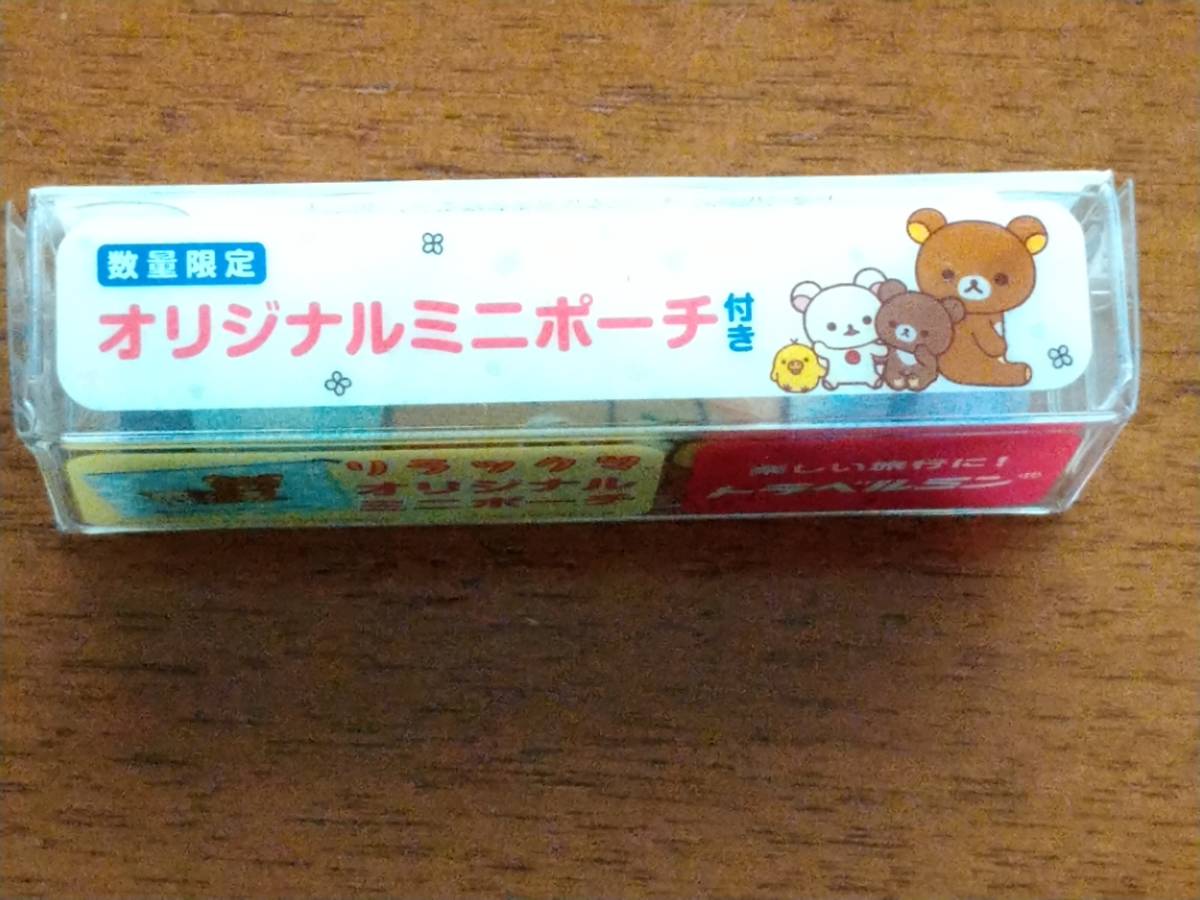 数量限定
オリジナルミニポーチ付き
リラックマ
オリジナル
ミニポーチ
楽しい旅行に!
トラベルミン